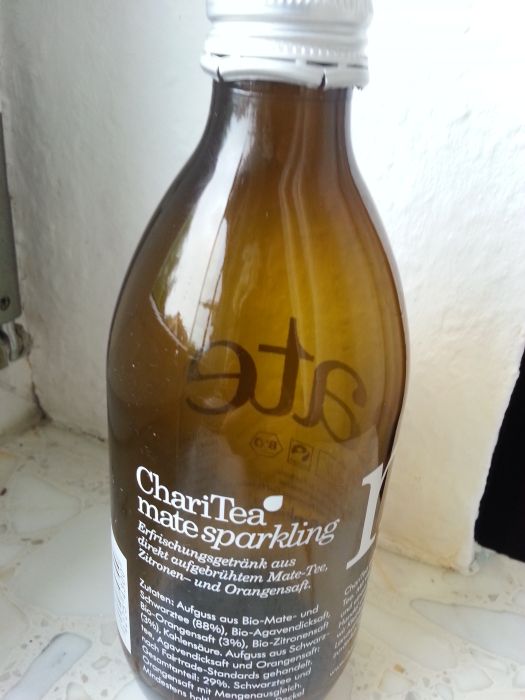 ate
ChariTea
mate sparkling
Erfrischungsgetränk aus
direkt aufgebrühtem Mate-Tee,
Zitronen- und Orangensaft.
Zutaten: Aufguss aus Bio-Mate- und
Schwarztee (88%), Bio-Agavendicksaft,
Bio-Orangensaft (3%), Bio-Zitronensaft
(3%), Kohlensäure. Aufguss aus Schwarz-
tee, Agavendicksaft und Orangensaft:
nach Fairtrade-Standards gehandelt.
Gesamtanteil: 29%. Schwarztee und
Orangensaft mit Mengenausgleich.
Mindestens